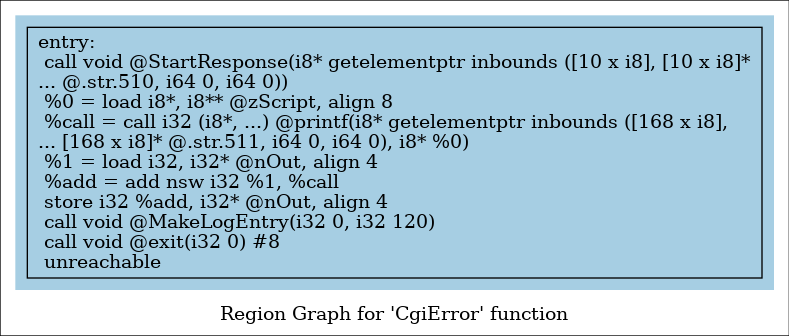 entry:
call void @StartResponse(i8* getelementptr inbounds ([10 x i8], [10 x i8]*
... @.str.510, i64 0, i64 0))
%0 = load i8*, i8** @zScript, align 8
%call = call i32 (i8*, ...) @printf(i8* getelementptr inbounds ([168 x i8],
... [168 x i8]* @.str.511, i64 0, i64 0), i8* %0)
%1 = load i32, i32* @nOut, align 4
%add = add nsw i32 %1, %call
store i32 %add, i32* @nOut, align 4
call void @MakeLogEntry(i32 0, i32 120)
call void @exit(i32 0) #8
unreachable
Region Graph for 'CgiError' function